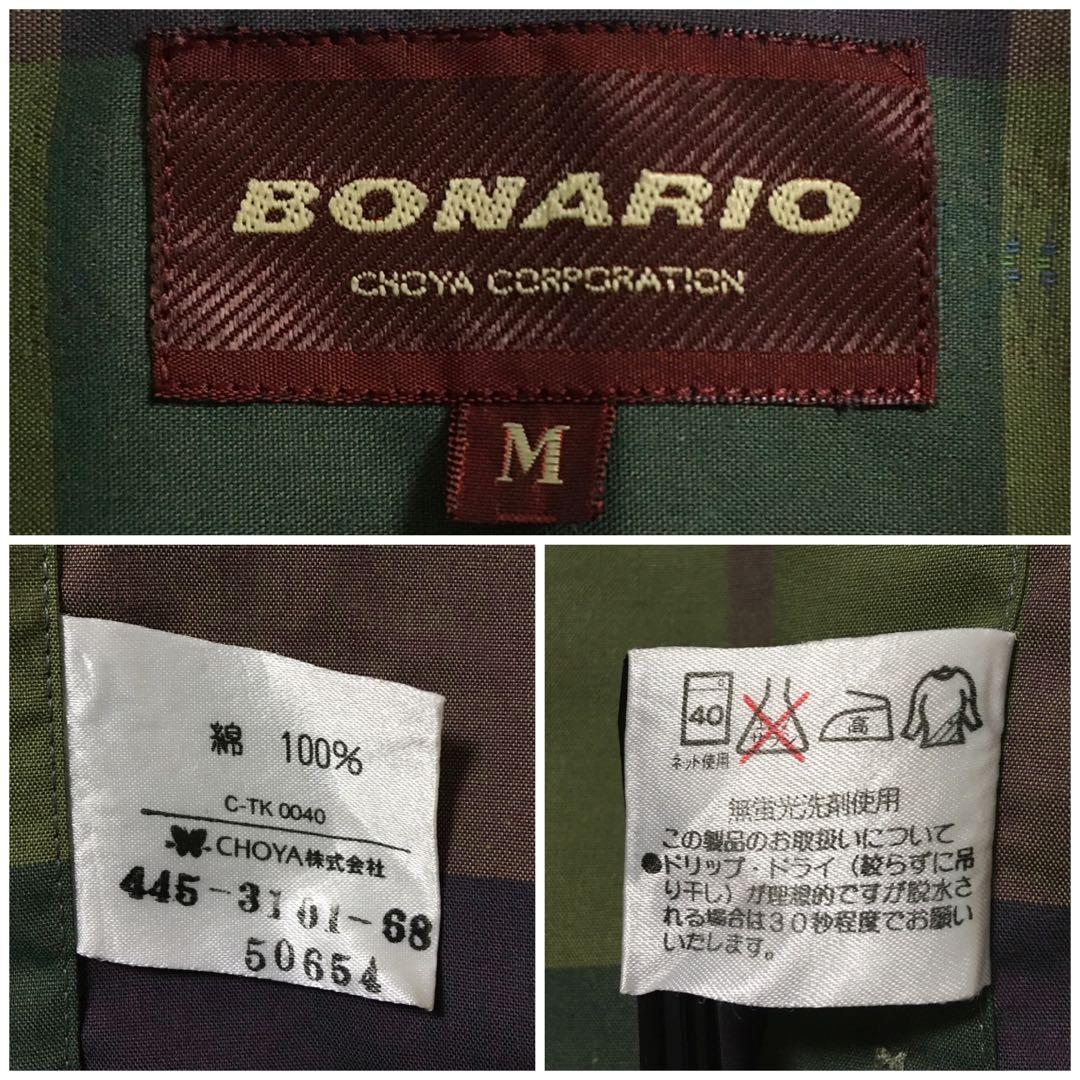 BONARIO
CHOYA CORPORATION
M
綿 100%
C-TK 0040
CHOYA株式会社
445-3101-68
50654
40
高
ネット使用
無蛍光洗剤使用
この製品のお取扱いについて
●ドリップ・ドライ（絞らずに吊
り干し）が理想的ですが脱水さ
れる場合は30秒程度でお願い
いたします。